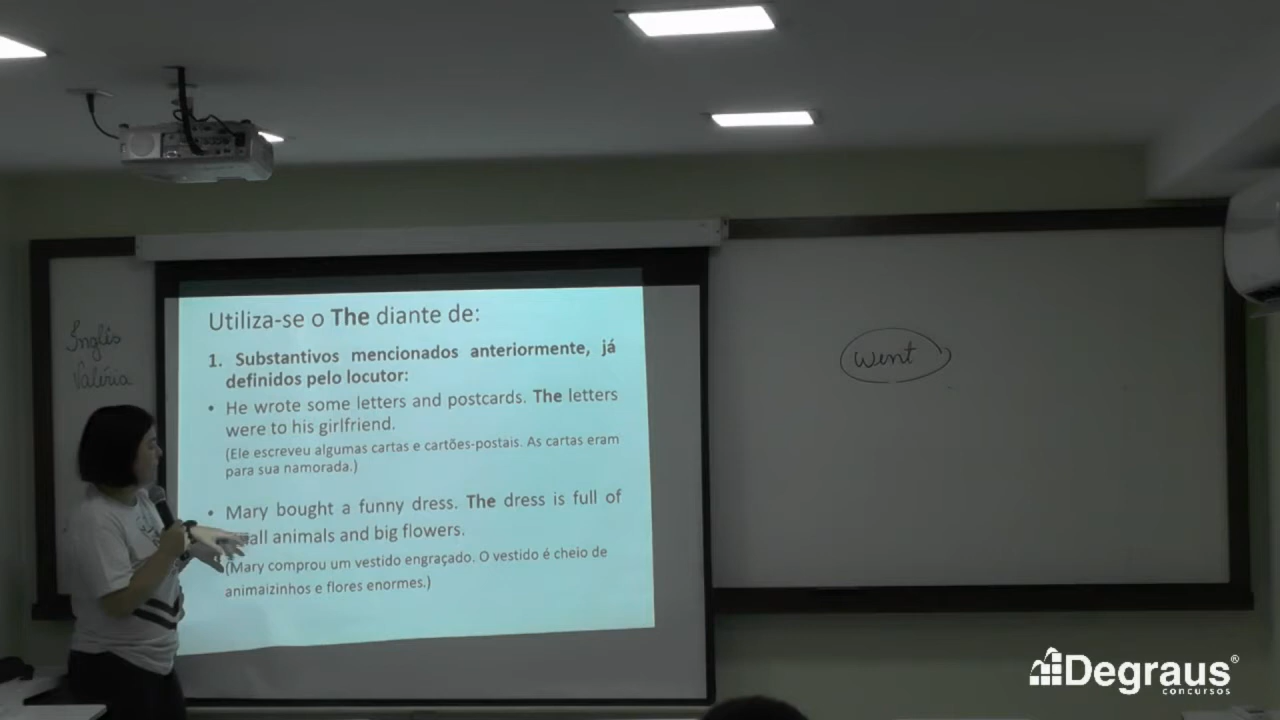 Inglês
Valéria
Utiliza-se o The diante de:
1. Substantivos mencionados anteriormente, já
definidos pelo locutor:
• He wrote some letters and postcards. The letters
were to his girlfriend.
(Ele escreveu algumas cartas e cartões-postais. As cartas eram
para sua namorada.)
• Mary bought a funny dress. The dress is full of
animals and big flowers.
(Mary comprou um vestido engraçado. O vestido é cheio de
animaizinhos e flores enormes.)
went
Degraus®
concursos